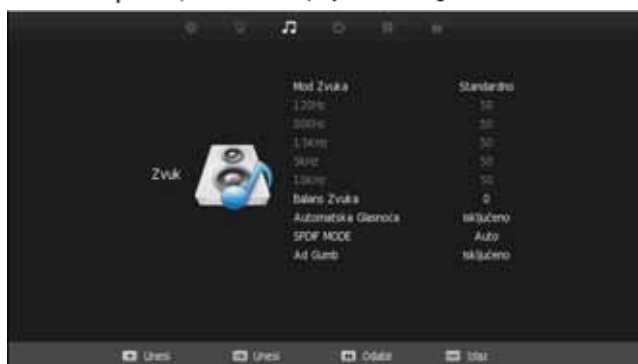 Mod Zvuka Standardno
120Hz 50
500Hz 50
1.5KHz 50
5KHz 50
10KHz 50
Zvuk
Balans Zvuka 0
Automatska Glasnoća Isključeno
SPDIF MODE Auto
Ad Gumb Isključeno
Unesi Unesi Odabir Izlaz